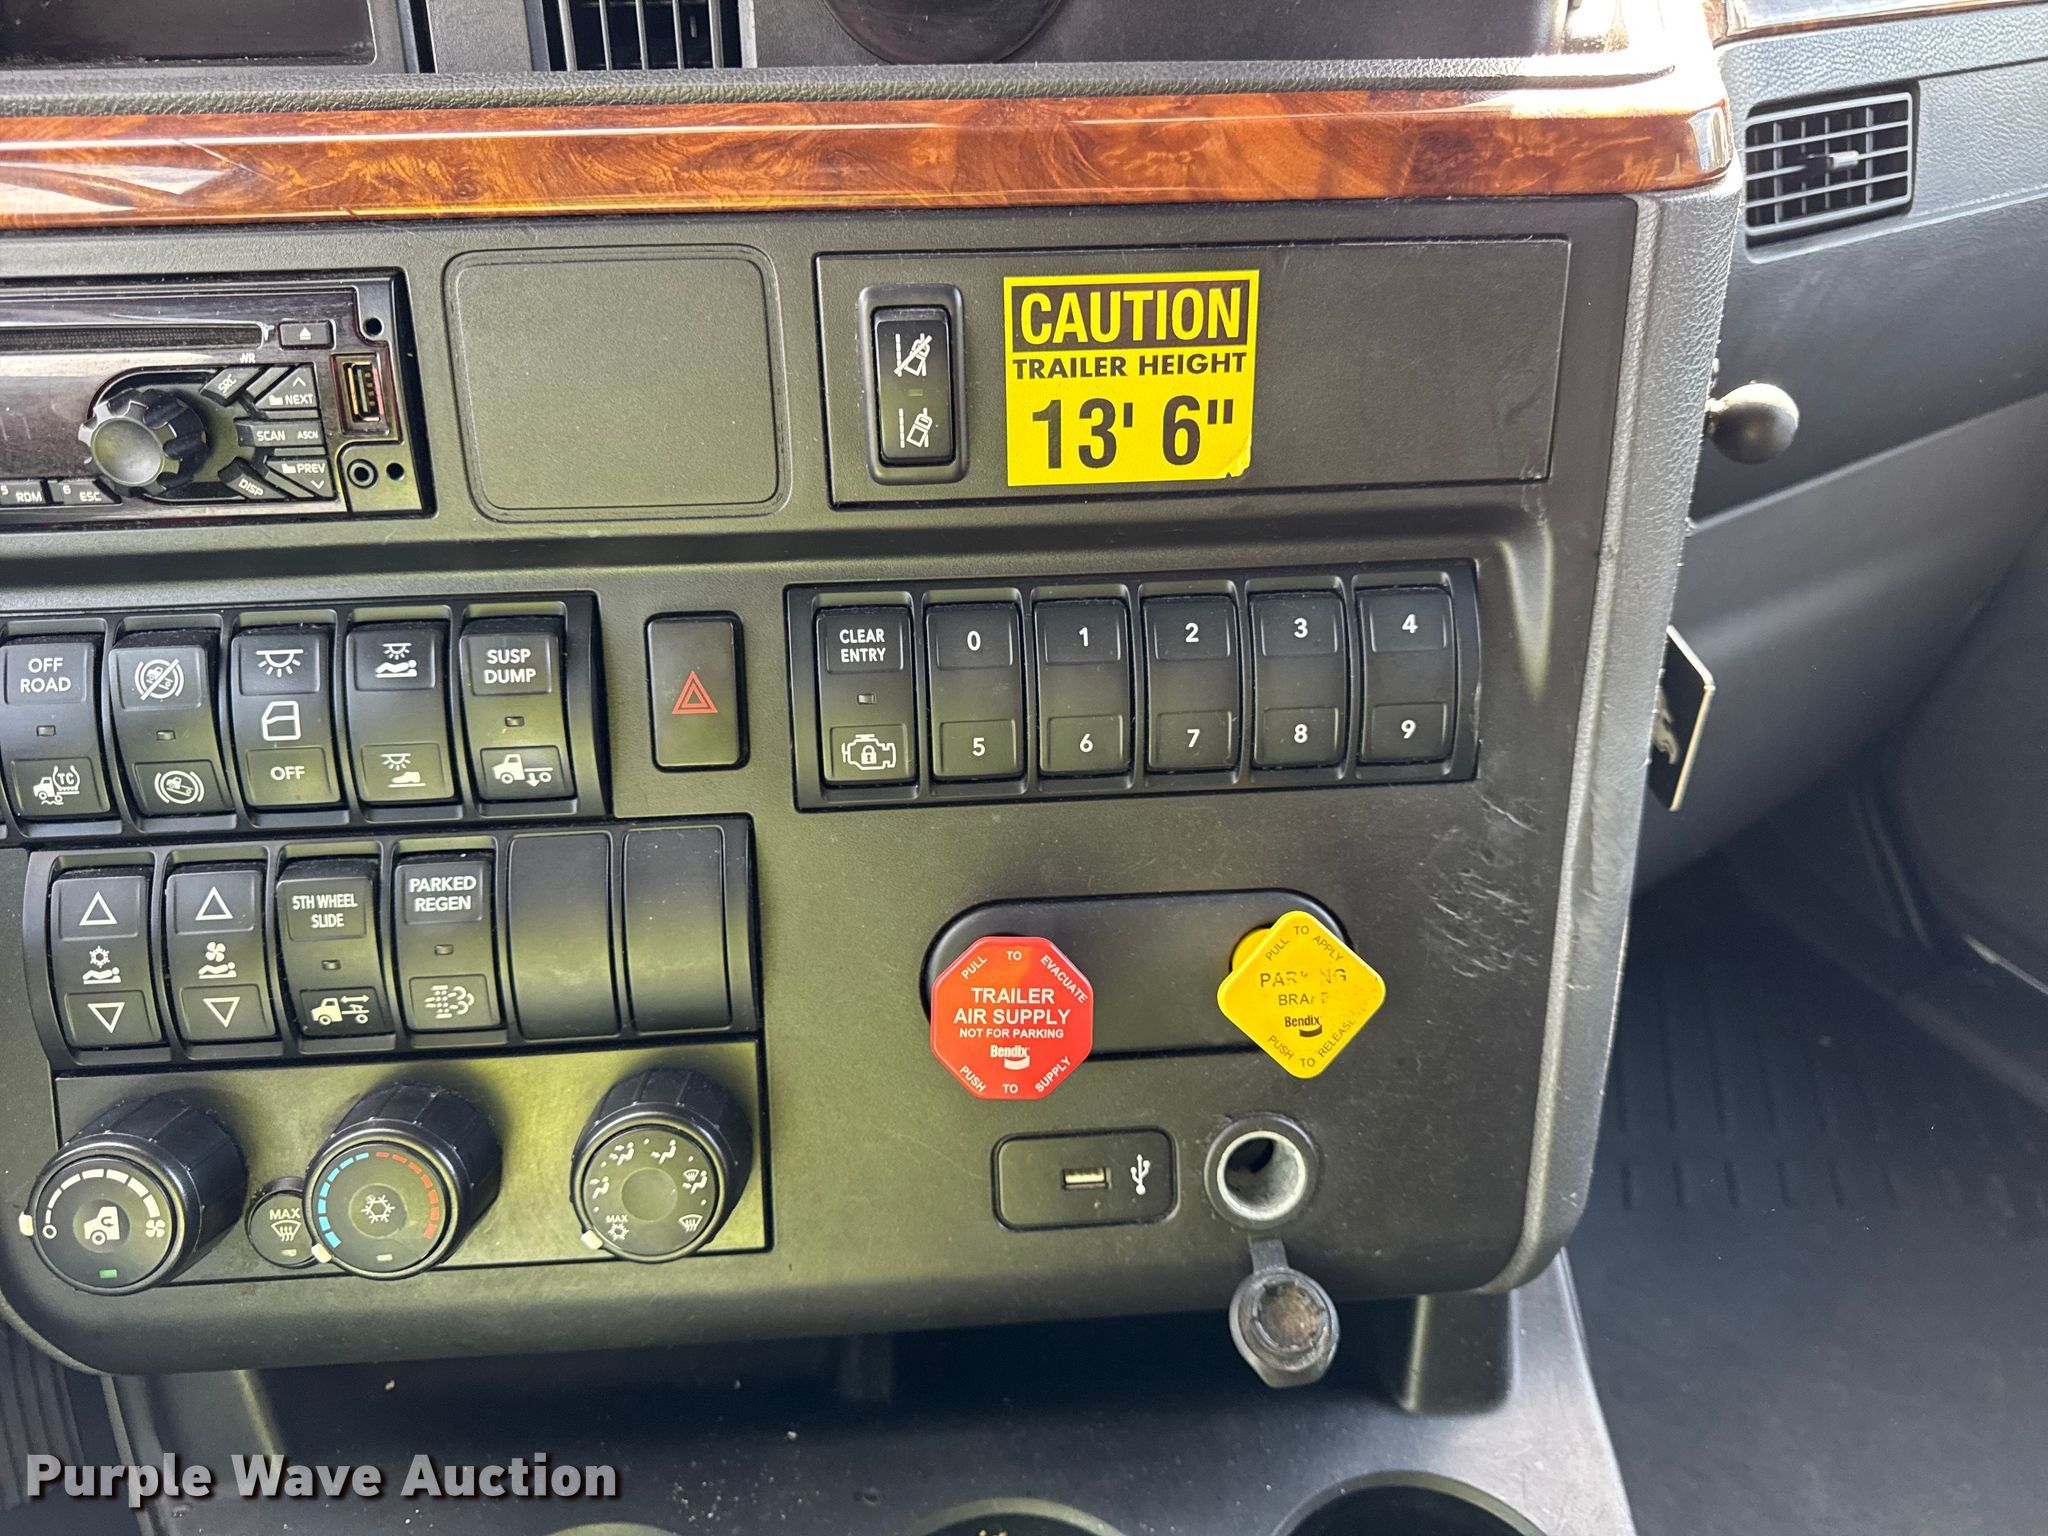 CAUTION
TRAILER HEIGHT
13' 6"
SRC
NEXT
SCAN
ASCN
PREV
DISP
5
RDM
6
ESC
OFF
ROAD
TC
OFF
SUSP
DUMP
CLEAR
ENTRY
0
1
2
3
4
5
6
7
8
9
5TH WHEEL
SLIDE
PARKED
REGEN
PULL TO EVACUATE
TRAILER
AIR SUPPLY
NOT FOR PARKING
Bendix
PUSH TO SUPPLY
PULL TO APPLY
Bendix
PUSH TO RELEASE
MAX
MAX
Purple Wave Auction